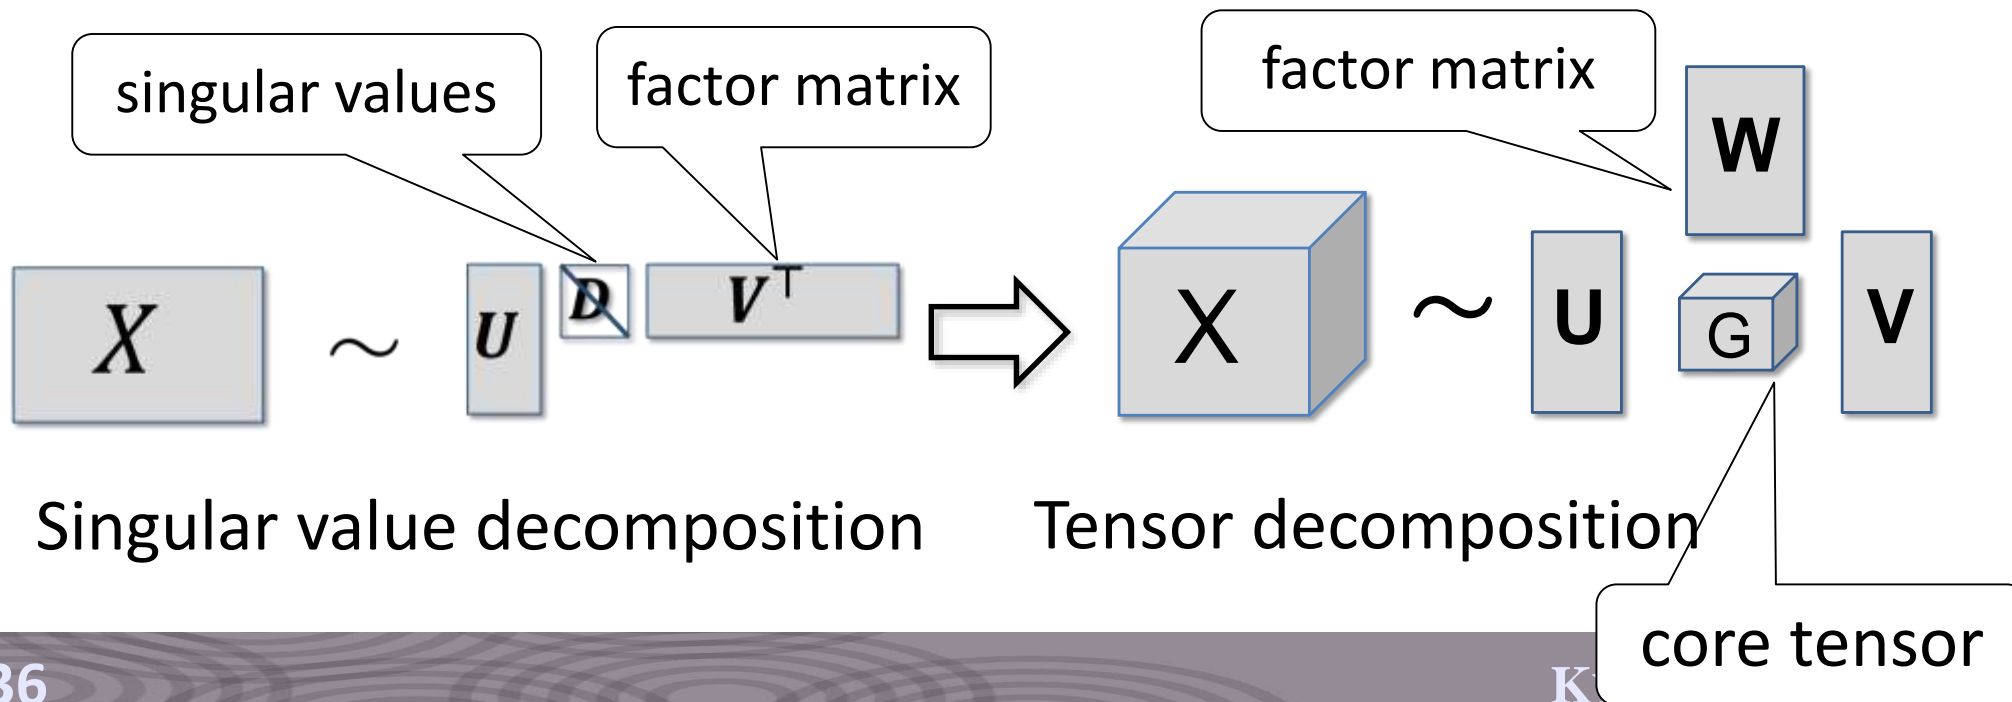 singular values
factor matrix
factor matrix
W
X ~ U D V⊤
X ~ U G V
Singular value decomposition
Tensor decomposition
core tensor
36